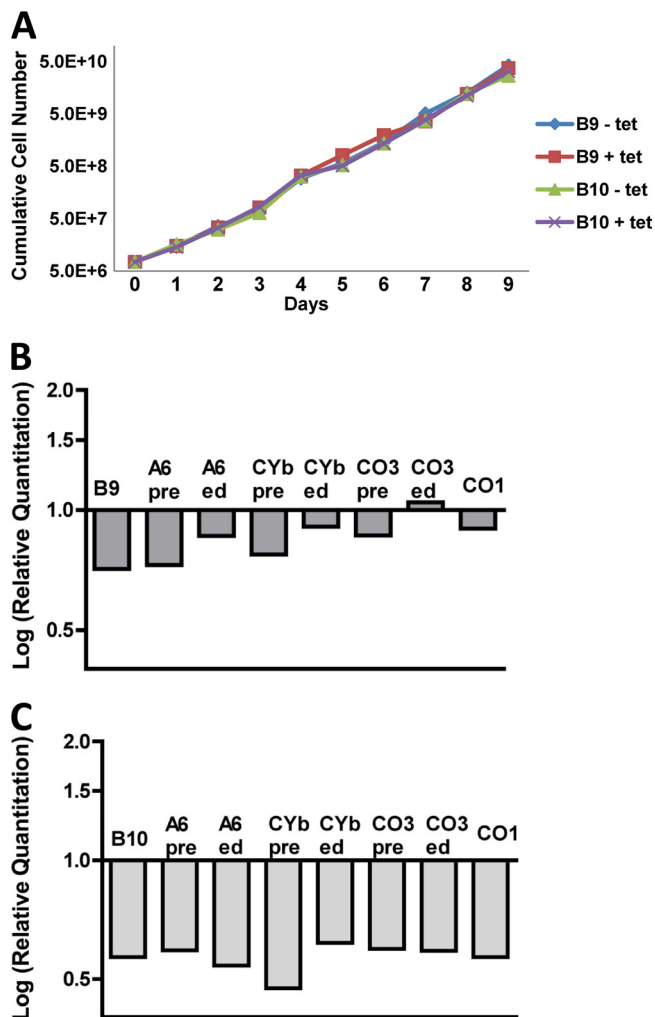 A
Cumulative Cell Number
5.0E+10
5.0E+9
5.0E+8
5.0E+7
5.0E+6
0 1 2 3 4 5 6 7 8 9
Days
B9 - tet
B9 + tet
B10 - tet
B10 + tet
B
Log (Relative Quantitation)
2.0
1.5
1.0
0.5
B9
A6 pre
A6 ed
CYb pre
CYb ed
CO3 pre
CO3 ed
CO1
C
Log (Relative Quantitation)
2.0
1.5
1.0
0.5
B10
A6 pre
A6 ed
CYb pre
CYb ed
CO3 pre
CO3 ed
CO1